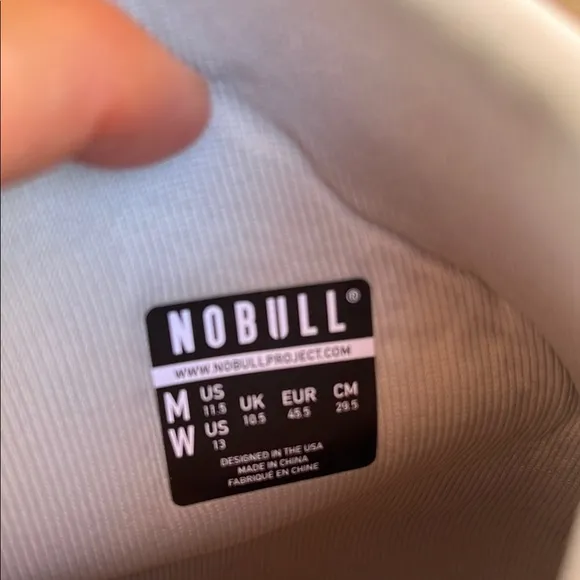 NOBULL®
WWW.NOBULLPROJECT.COM
M US 11.5 UK 10.5 EUR 45.5 CM 29.5
W US 13
DESIGNED IN THE USA
MADE IN CHINA
FABRIQUÉ EN CHINE